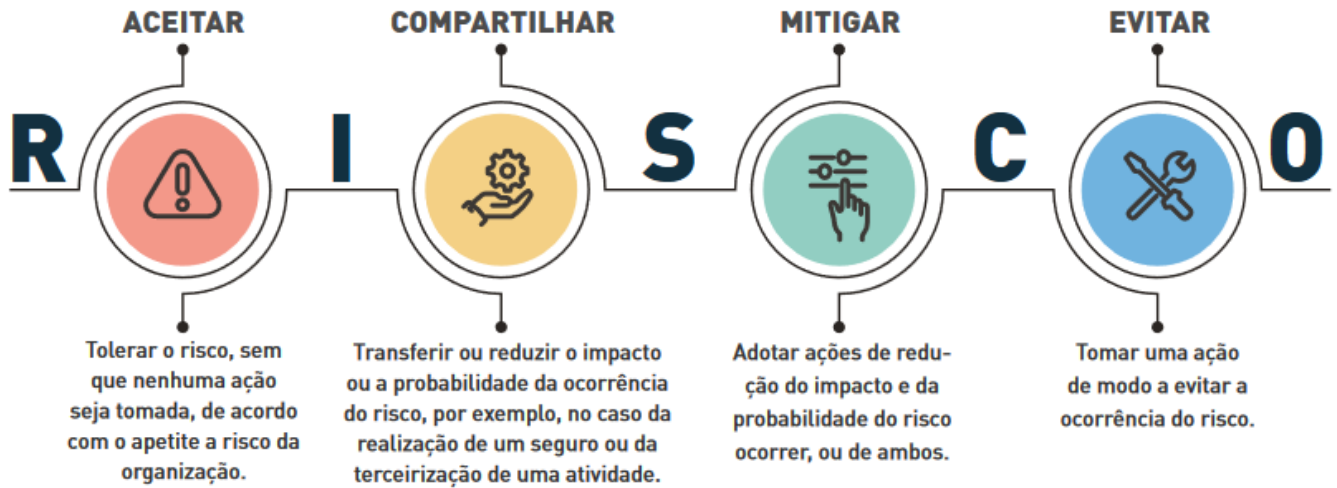 ACEITAR
COMPARTILHAR
MITIGAR
EVITAR
R I S C O
Tolerar o risco, sem
que nenhuma ação
seja tomada, de acordo
com o apetite a risco da
organização.
Transferir ou reduzir o impacto
ou a probabilidade da ocorrência
do risco, por exemplo, no caso da
realização de um seguro ou da
terceirização de uma atividade.
Adotar ações de redu-
ção do impacto e da
probabilidade do risco
ocorrer, ou de ambos.
Tomar uma ação
de modo a evitar a
ocorrência do risco.